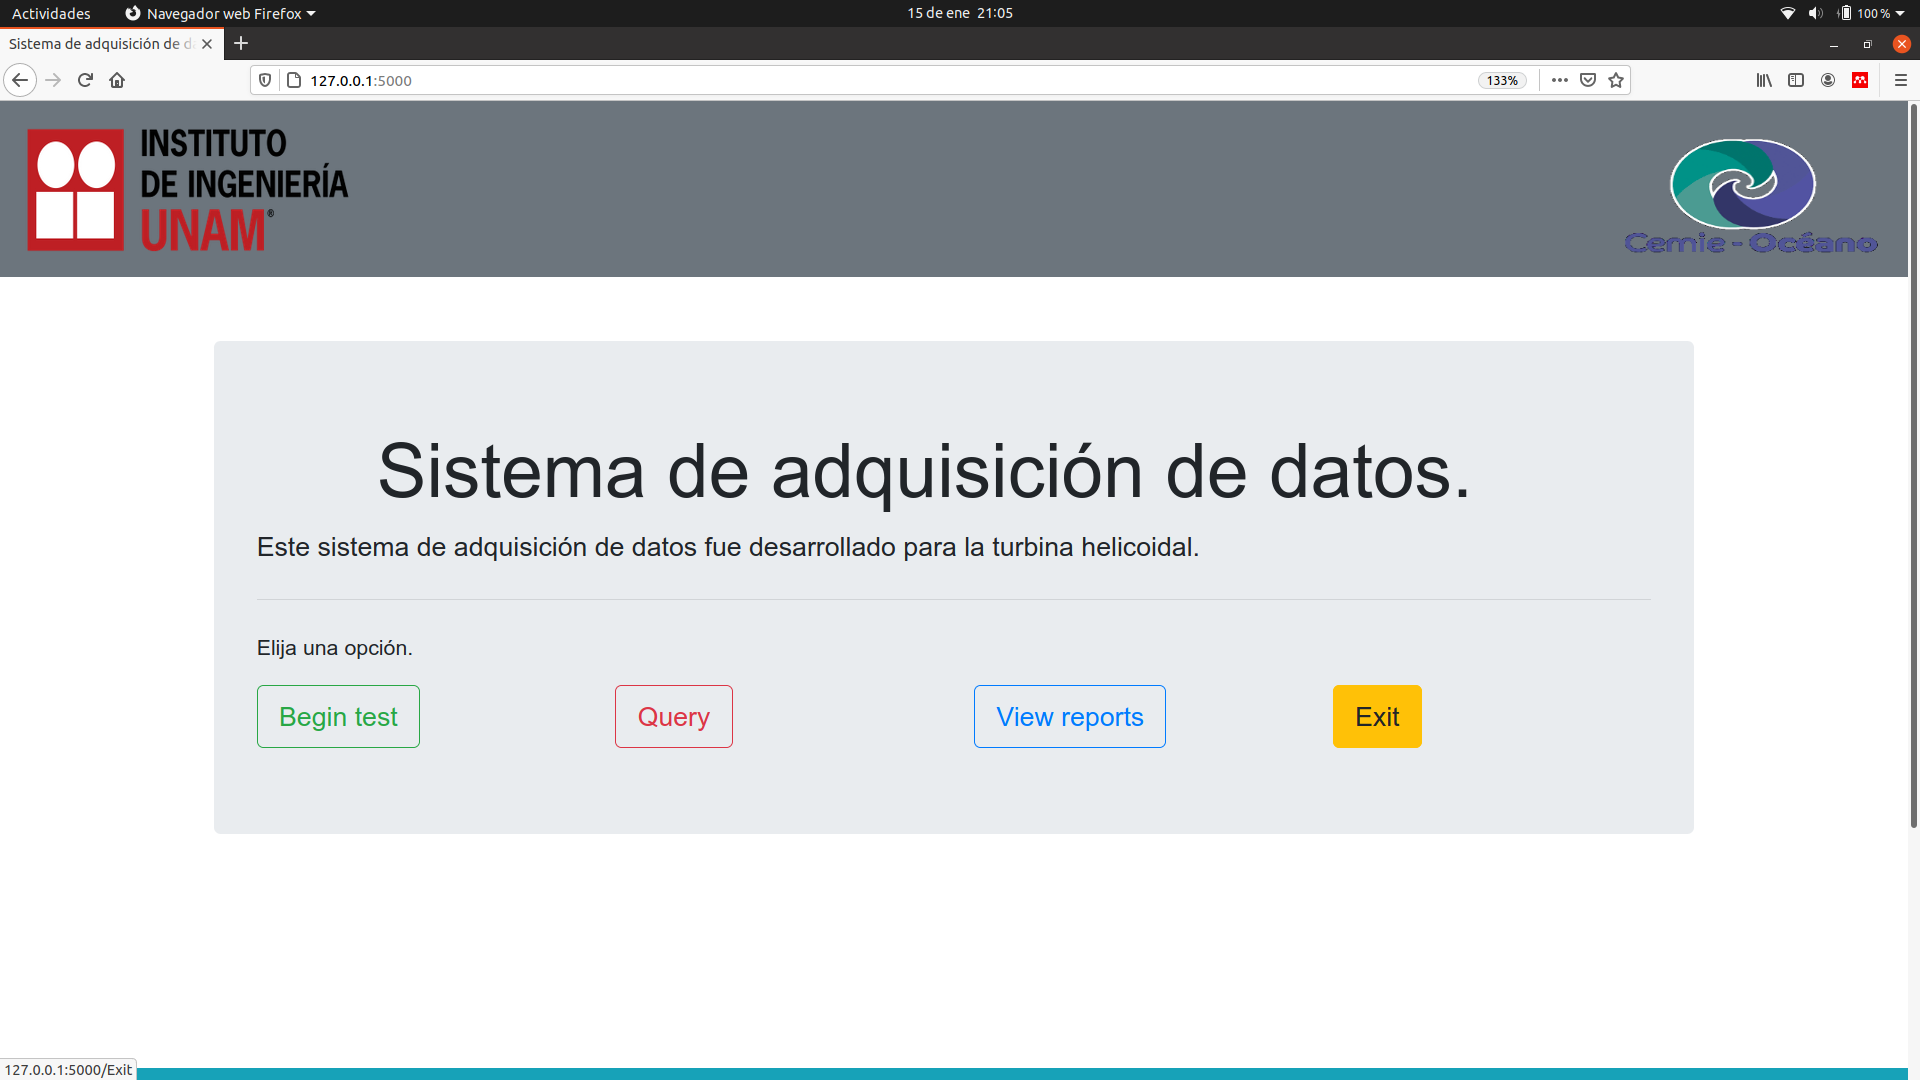 Actividades
Navegador web Firefox
15 de ene 21:05
100 %
Sistema de adquisición de d
127.0.0.1:5000
133%
INSTITUTO
DE INGENIERÍA
UNAM®
Cemie - Océano
Sistema de adquisición de datos.
Este sistema de adquisición de datos fue desarrollado para la turbina helicoidal.
Elija una opción.
Begin test
Query
View reports
Exit
127.0.0.1:5000/Exit